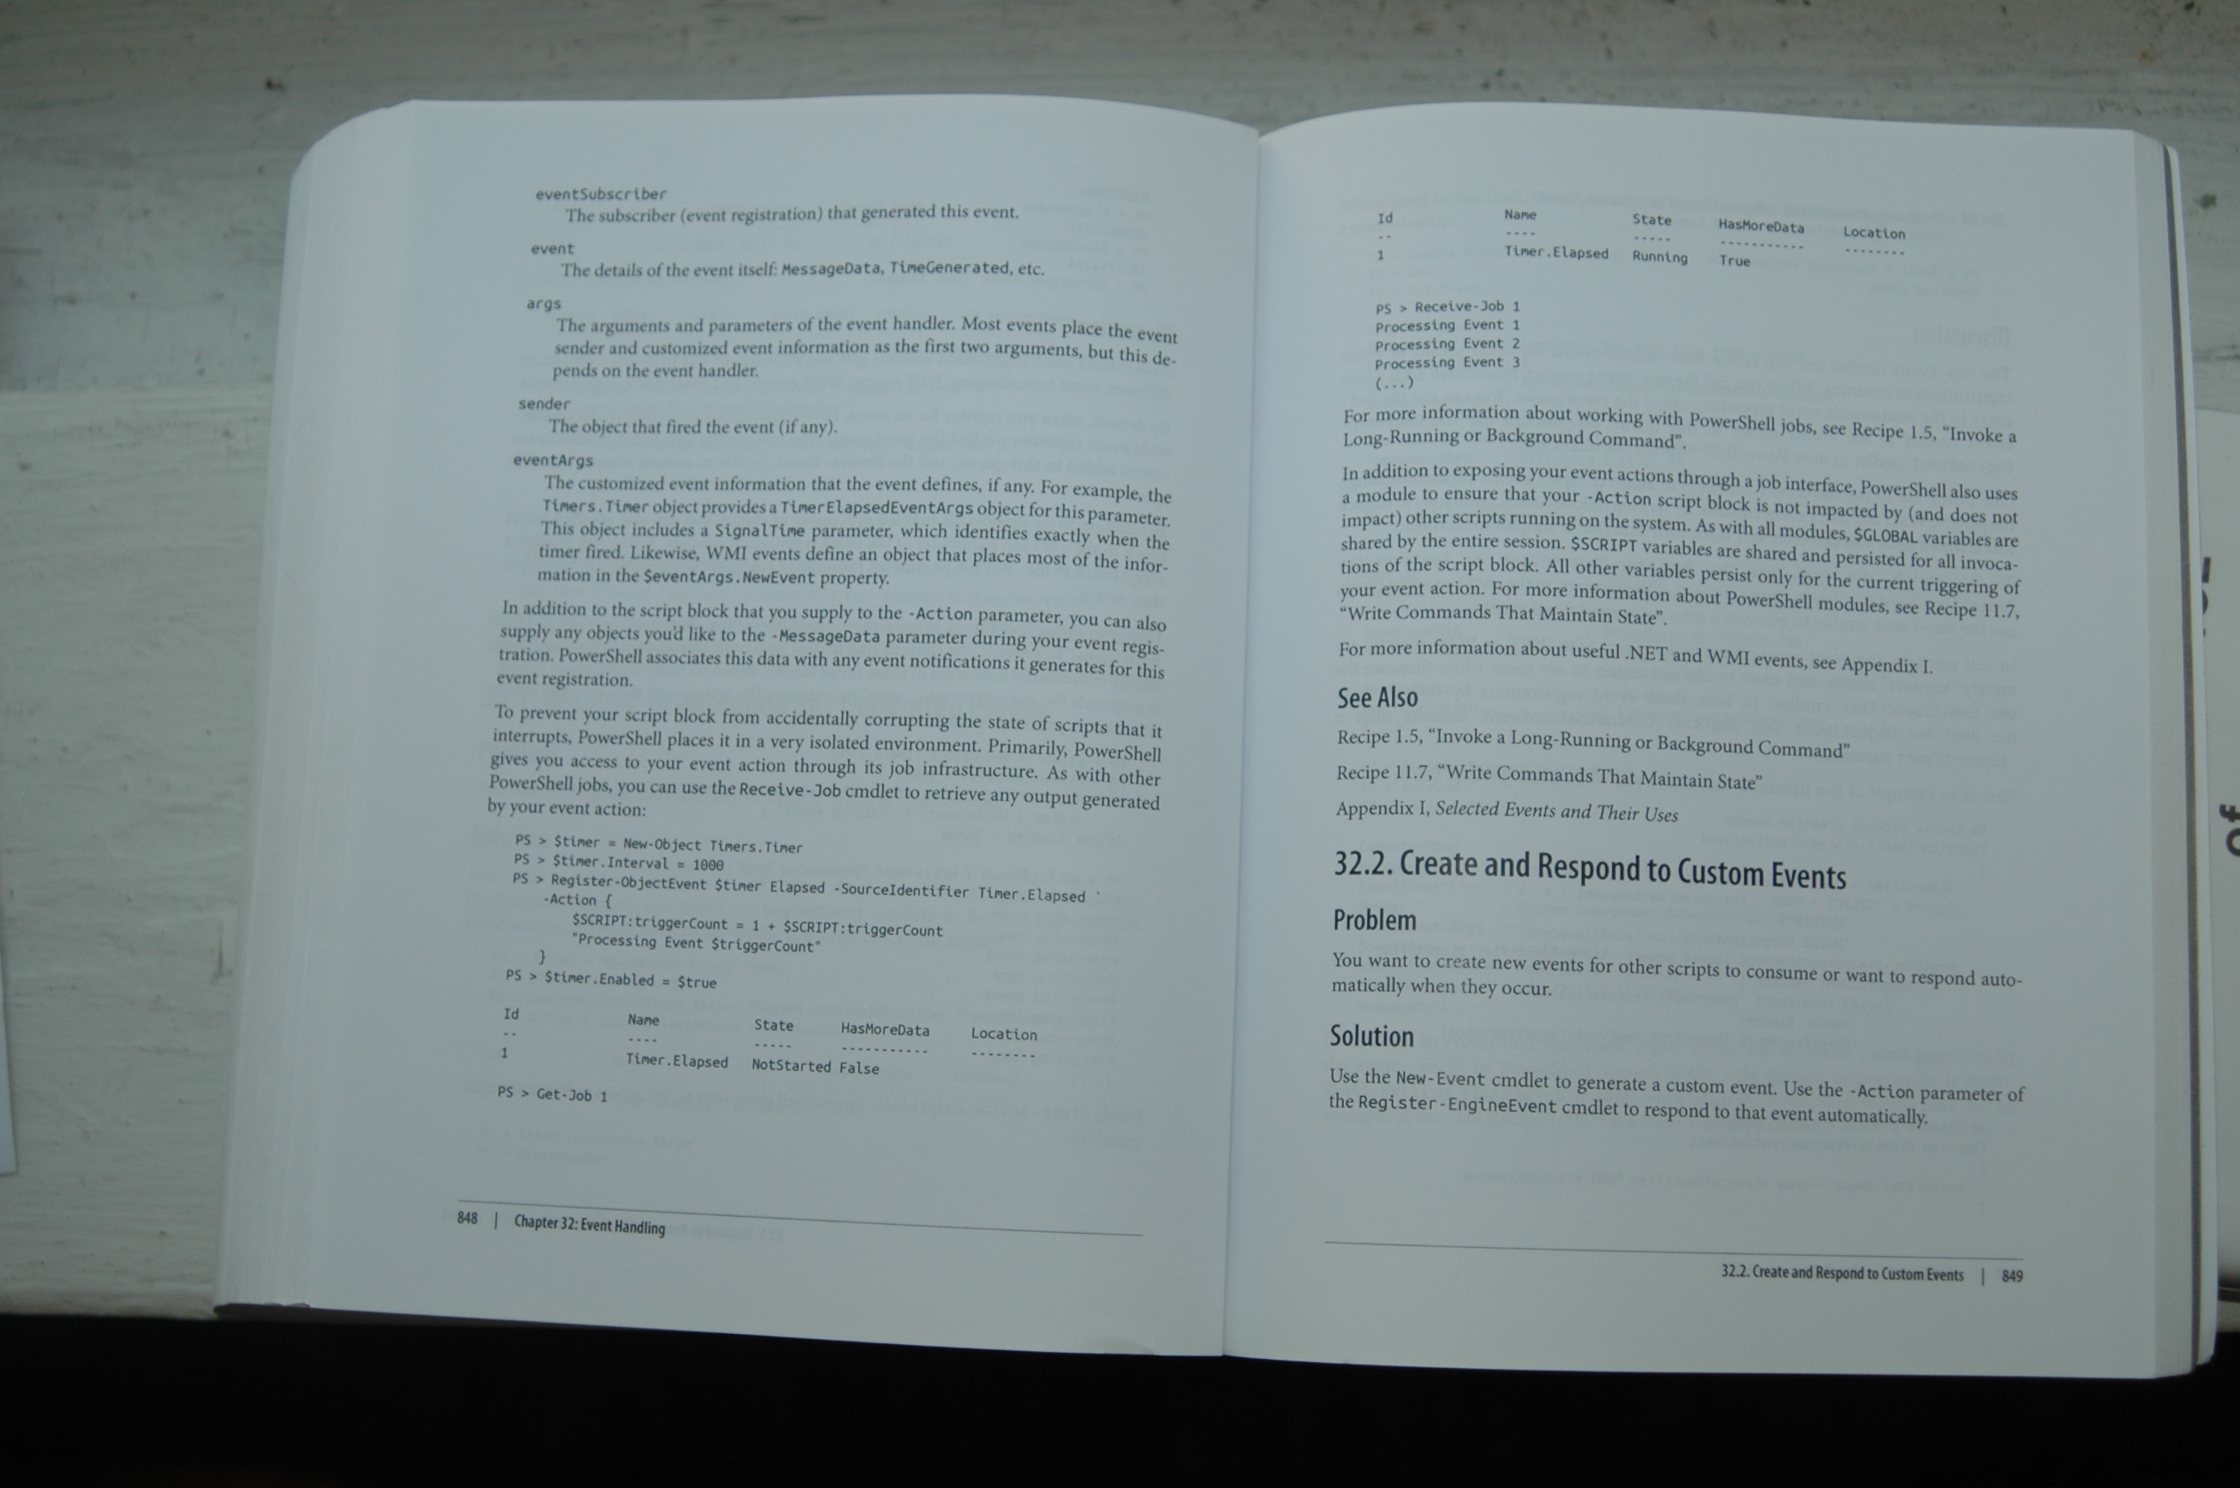 eventSubscriber
The subscriber (event registration) that generated this event.
event
The details of the event itself: MessageData, TimeGenerated, etc.
args
The arguments and parameters of the event handler. Most events place the event
sender and customized event information as the first two arguments, but this de-
pends on the event handler.
sender
The object that fired the event (if any).
eventArgs
The customized event information that the event defines, if any. For example, the
Timers.Timer object provides a TimerElapsedEventArgs object for this parameter.
This object includes a SignalTime parameter, which identifies exactly when the
timer fired. Likewise, WMI events define an object that places most of the infor-
mation in the $eventArgs.NewEvent property.
In addition to the script block that you supply to the -Action parameter, you can also
supply any objects you'd like to the -MessageData parameter during your event regis-
tration. PowerShell associates this data with any event notifications it generates for this
event registration.
To prevent your script block from accidentally corrupting the state of scripts that it
interrupts, PowerShell places it in a very isolated environment. Primarily, PowerShell
gives you access to your event action through its job infrastructure. As with other
PowerShell jobs, you can use the Receive-Job cmdlet to retrieve any output generated
by your event action:
PS > $timer = New-Object Timers.Timer
PS > $timer.Interval = 1000
PS > Register-ObjectEvent $timer Elapsed -SourceIdentifier Timer.Elapsed `
-Action {
$SCRIPT:triggerCount = 1 + $SCRIPT:triggerCount
"Processing Event $triggerCount"
}
PS > $timer.Enabled = $true
Id Name State HasMoreData Location
-- ---- ----- ----------- --------
1 Timer.Elapsed NotStarted False
PS > Get-Job 1
848 | Chapter 32: Event Handling
Id Name State HasMoreData Location
-- ---- ----- ----------- --------
1 Timer.Elapsed Running True
PS > Receive-Job 1
Processing Event 1
Processing Event 2
Processing Event 3
(...)
For more information about working with PowerShell jobs, see Recipe 1.5, “Invoke a
Long-Running or Background Command”.
In addition to exposing your event actions through a job interface, PowerShell also uses
a module to ensure that your -Action script block is not impacted by (and does not
impact) other scripts running on the system. As with all modules, $GLOBAL variables are
shared by the entire session. $SCRIPT variables are shared and persisted for all invoca-
tions of the script block. All other variables persist only for the current triggering of
your event action. For more information about PowerShell modules, see Recipe 11.7,
“Write Commands That Maintain State”.
For more information about useful .NET and WMI events, see Appendix I.
See Also
Recipe 1.5, “Invoke a Long-Running or Background Command”
Recipe 11.7, “Write Commands That Maintain State”
Appendix I, Selected Events and Their Uses
32.2. Create and Respond to Custom Events
Problem
You want to create new events for other scripts to consume or want to respond auto-
matically when they occur.
Solution
Use the New-Event cmdlet to generate a custom event. Use the -Action parameter of
the Register-EngineEvent cmdlet to respond to that event automatically.
32.2. Create and Respond to Custom Events | 849